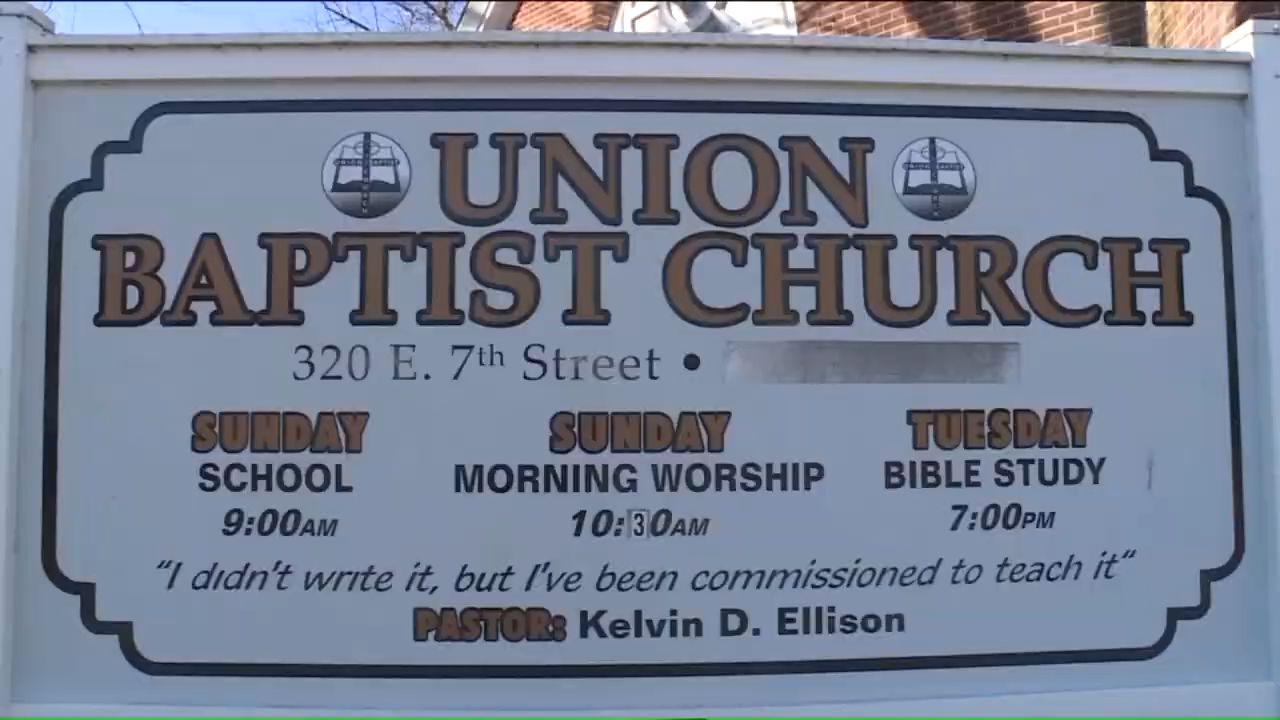 UNION
BAPTIST CHURCH
320 E. 7th Street •
SUNDAY
SCHOOL
9:00AM
SUNDAY
MORNING WORSHIP
10:30AM
TUESDAY
BIBLE STUDY
7:00PM
"I didn't write it, but I've been commissioned to teach it"
PASTOR: Kelvin D. Ellison